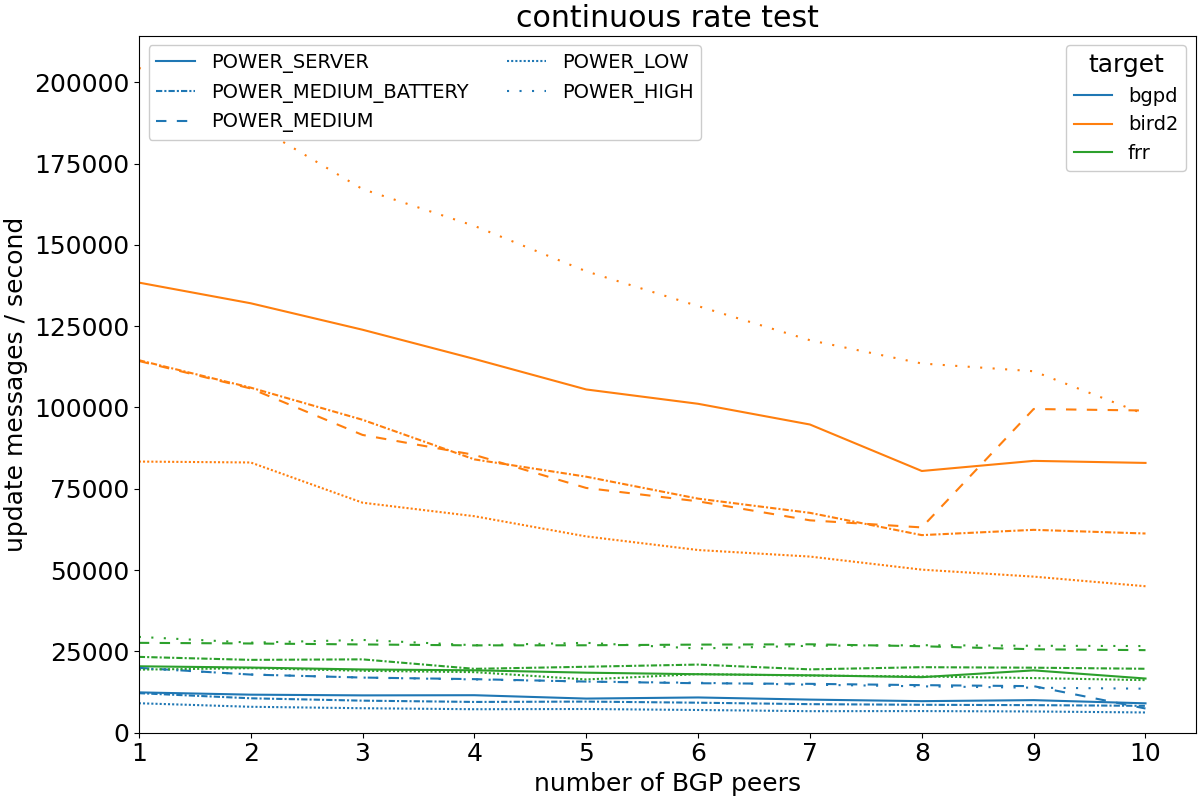 continuous rate test
POWER_SERVER
POWER_MEDIUM_BATTERY
POWER_MEDIUM
POWER_LOW
POWER_HIGH
target
bgpd
bird2
frr
update messages / second
200000
175000
150000
125000
100000
75000
50000
25000
0
1 2 3 4 5 6 7 8 9 10
number of BGP peers